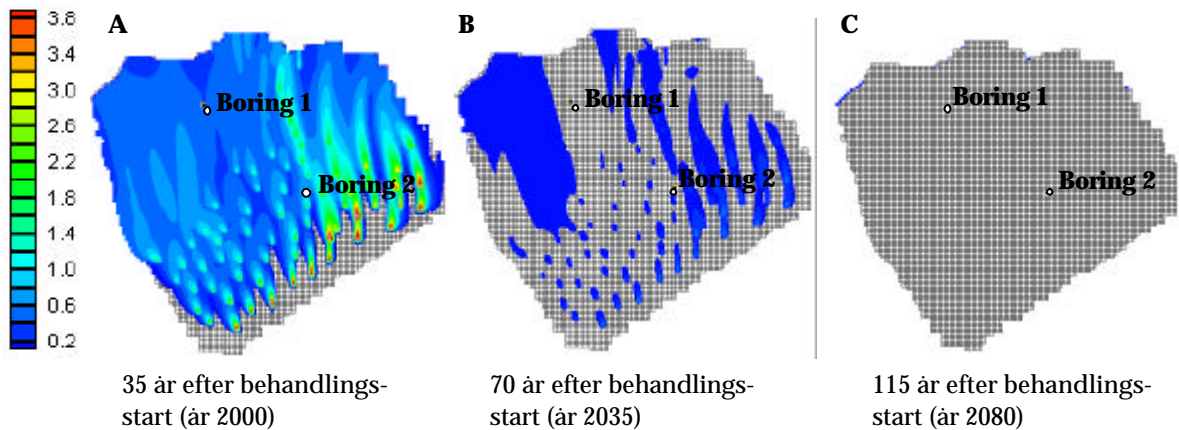 3.8
3.4
3.0
2.6
2.2
1.8
1.4
1.0
0.6
0.2
A
Boring 1
Boring 2
35 år efter behandlings-
start (år 2000)
B
Boring 1
Boring 2
70 år efter behandlings-
start (år 2035)
C
Boring 1
Boring 2
115 år efter behandlings-
start (år 2080)